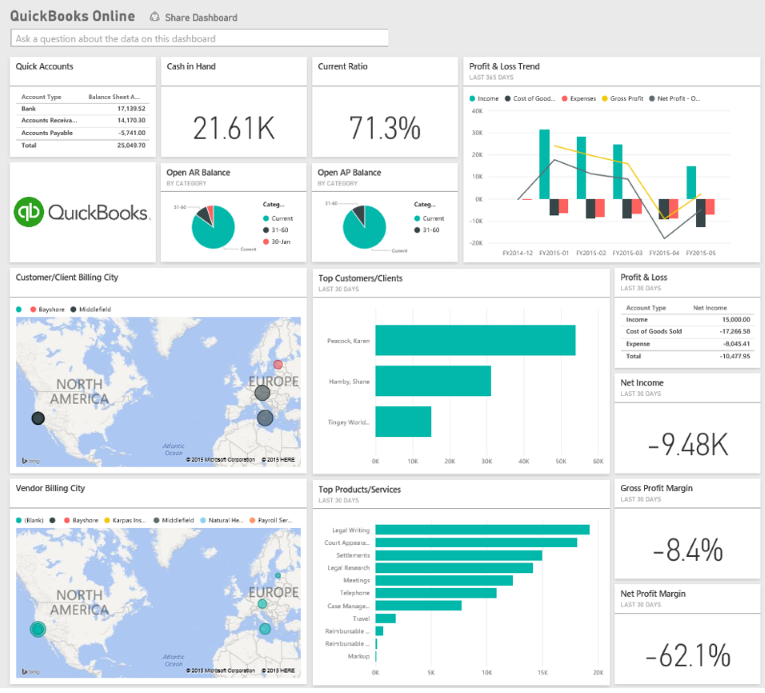 QuickBooks Online
Share Dashboard
Ask a question about the data on this dashboard
Quick Accounts
Account Type Balance Sheet A...
Bank 17,139.52
Accounts Receiva... 14,170.30
Accounts Payable -5,741.00
Total 25,049.70
Cash in Hand
21.61K
Current Ratio
71.3%
Profit & Loss Trend
LAST 365 DAYS
Income Cost of Good... Expenses Gross Profit Net Profit - O...
40K
30K
20K
10K
0K
-10K
-20K
FY2014-12 FY2015-01 FY2015-02 FY2015-03 FY2015-04 FY2015-05
qb QuickBooks.
Open AR Balance
BY CATEGORY
31-60
Current
Categ...
Current
31-60
30-Jan
Open AP Balance
BY CATEGORY
31-60
Current
Categ...
Current
31-60
Customer/Client Billing City
Bayshore Middlefield
NORTH
AMERICA
EUROPE
Atlantic
Ocean
bing
© 2015 Microsoft Corporation © 2015 HERE
Top Customers/Clients
LAST 30 DAYS
Peacock, Karen
Hamby, Shane
Tingey World...
0K 10K 20K 30K 40K 50K 60K
Profit & Loss
LAST 30 DAYS
Account Type Net Income
Income 15,000.00
Cost of Goods Sold -17,266.58
Expense -8,045.41
Total -10,477.95
Net Income
LAST 30 DAYS
-9.48K
Vendor Billing City
(Blank) Bayshore Karpas Ins... Middlefield Natural He... Payroll Ser...
NORTH
AMERICA
EUROPE
Atlantic
Ocean
bing
© 2015 Microsoft Corporation © 2015 HERE
Top Products/Services
LAST 30 DAYS
Legal Writing
Court Appeara...
Settlements
Legal Research
Meetings
Telephone
Case Manage...
Travel
Reimbursable ...
Reimbursable ...
Markup
0K 5K 10K 15K 20K
Gross Profit Margin
LAST 30 DAYS
-8.4%
Net Profit Margin
LAST 30 DAYS
-62.1%